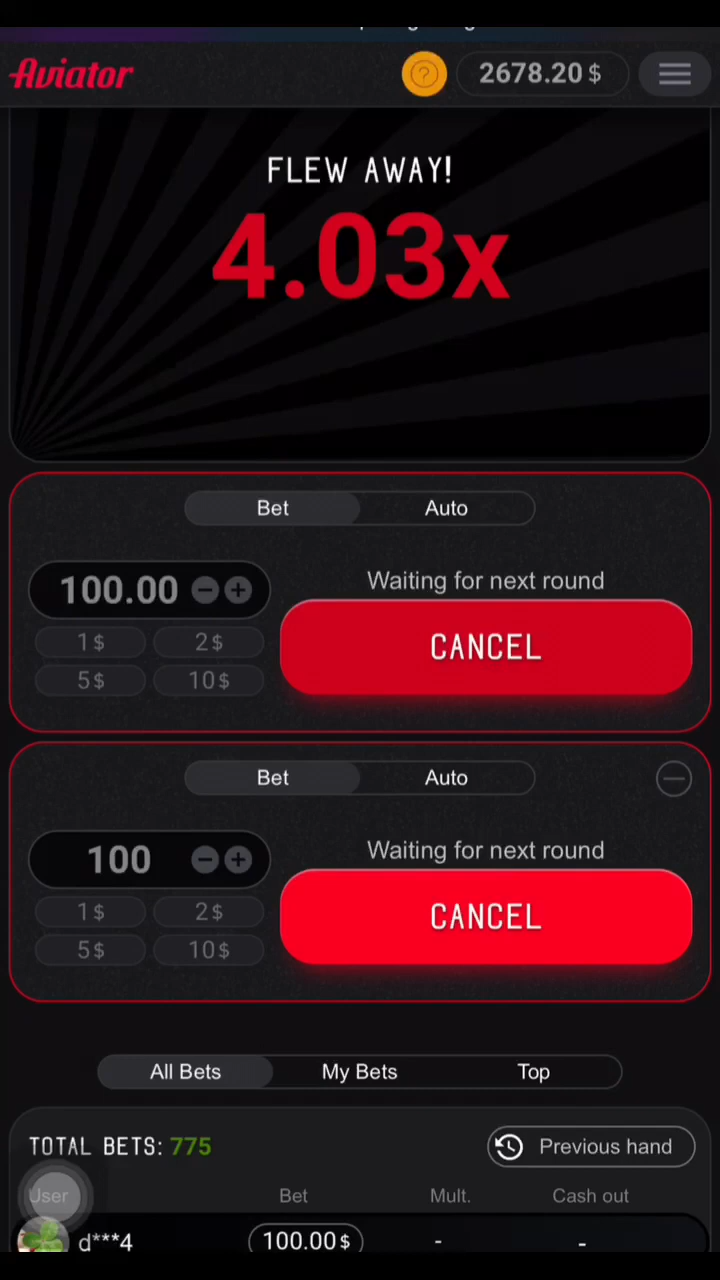 Aviator
? 2678.20 $
FLEW AWAY!
4.03x
Bet Auto
100.00 − +
Waiting for next round
1$ 2$
CANCEL
5$ 10$
Bet Auto
100 − +
Waiting for next round
1$ 2$
CANCEL
5$ 10$
All Bets My Bets Top
TOTAL BETS: 775 Previous hand
User Bet Mult. Cash out
d***4 100.00$ - -